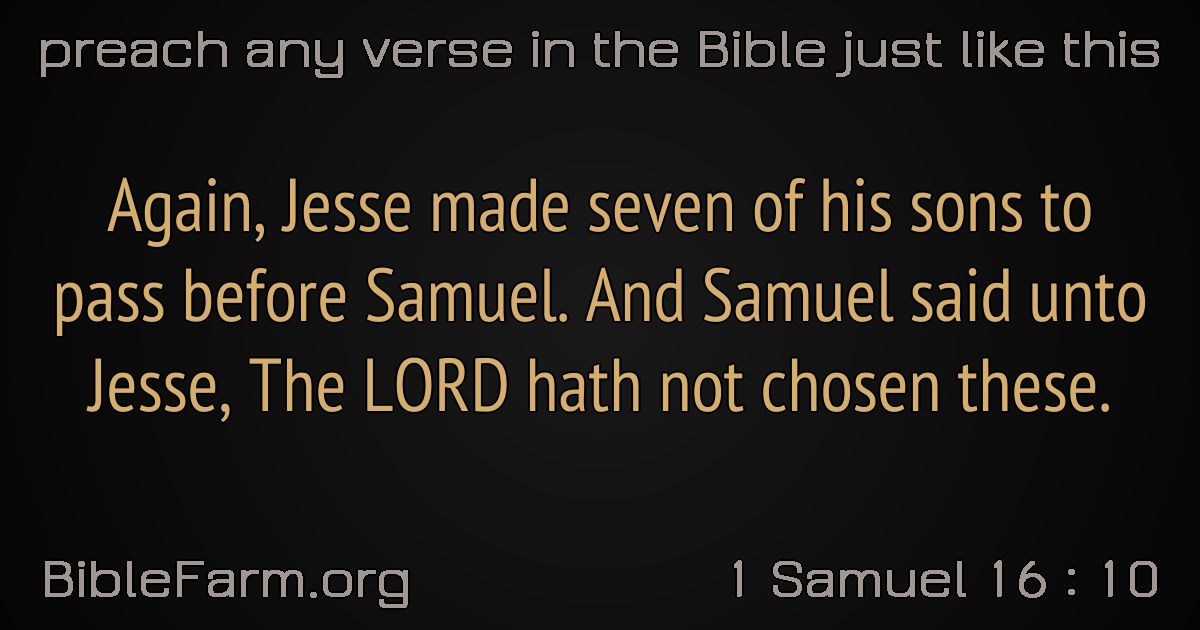 preach any verse in the Bible just like this
Again, Jesse made seven of his sons to
pass before Samuel. And Samuel said unto
Jesse, The LORD hath not chosen these.
BibleFarm.org
1 Samuel 16 : 10